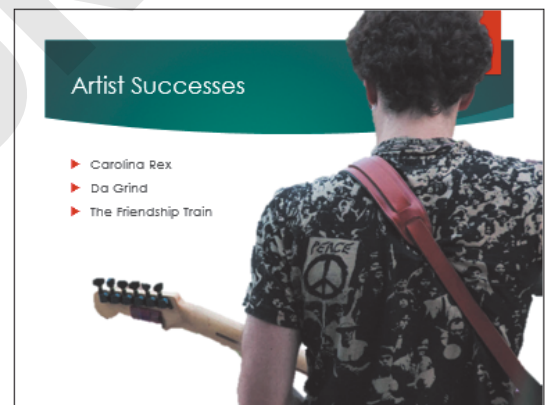 Artist Successes
Carolina Rex
Da Grind
The Friendship Train
PEACE